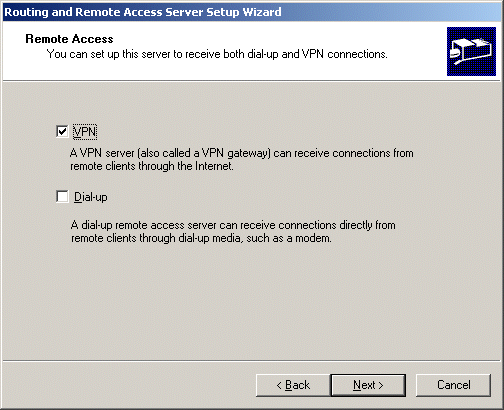 Routing and Remote Access Server Setup Wizard
Remote Access
You can set up this server to receive both dial-up and VPN connections.
VPN
A VPN server (also called a VPN gateway) can receive connections from
remote clients through the Internet.
Dial-up
A dial-up remote access server can receive connections directly from
remote clients through dial-up media, such as a modem.
< Back
Next >
Cancel